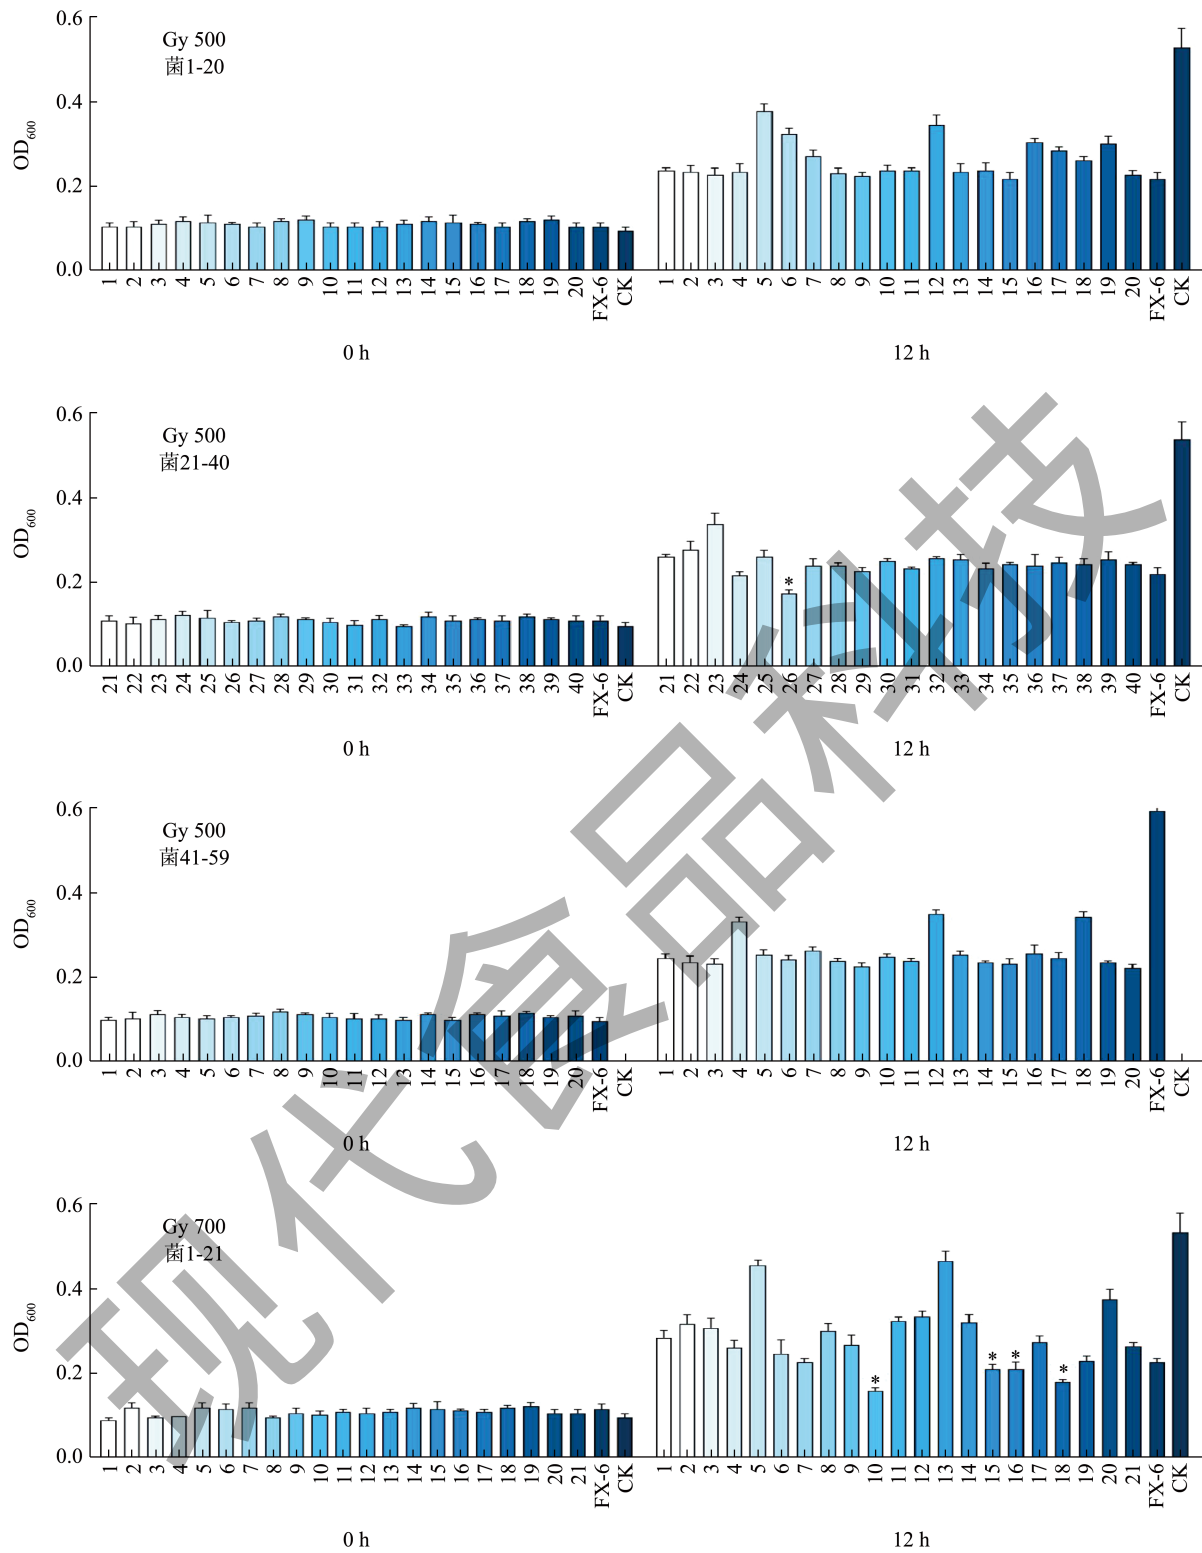 0.6
Gy 500
菌1-20
0.4
OD600
0.2
0.0
1 2 3 4 5 6 7 8 9 10 11 12 13 14 15 16 17 18 19 20 FX-6 CK
1 2 3 4 5 6 7 8 9 10 11 12 13 14 15 16 17 18 19 20 FX-6 CK
0 h
12 h
0.6
Gy 500
菌21-40
0.4
OD600
0.2
*
0.0
21 22 23 24 25 26 27 28 29 30 31 32 33 34 35 36 37 38 39 40 FX-6 CK
21 22 23 24 25 26 27 28 29 30 31 32 33 34 35 36 37 38 39 40 FX-6 CK
0 h
12 h
0.6
Gy 500
菌41-59
0.4
OD600
0.2
0.0
1 2 3 4 5 6 7 8 9 10 11 12 13 14 15 16 17 18 19 20 FX-6 CK
1 2 3 4 5 6 7 8 9 10 11 12 13 14 15 16 17 18 19 20 FX-6 CK
0 h
12 h
0.6
Gy 700
菌1-21
0.4
OD600
0.2
* * * *
0.0
1 2 3 4 5 6 7 8 9 10 11 12 13 14 15 16 17 18 19 20 21 FX-6 CK
1 2 3 4 5 6 7 8 9 10 11 12 13 14 15 16 17 18 19 20 21 FX-6 CK
0 h
12 h
现代食品科技